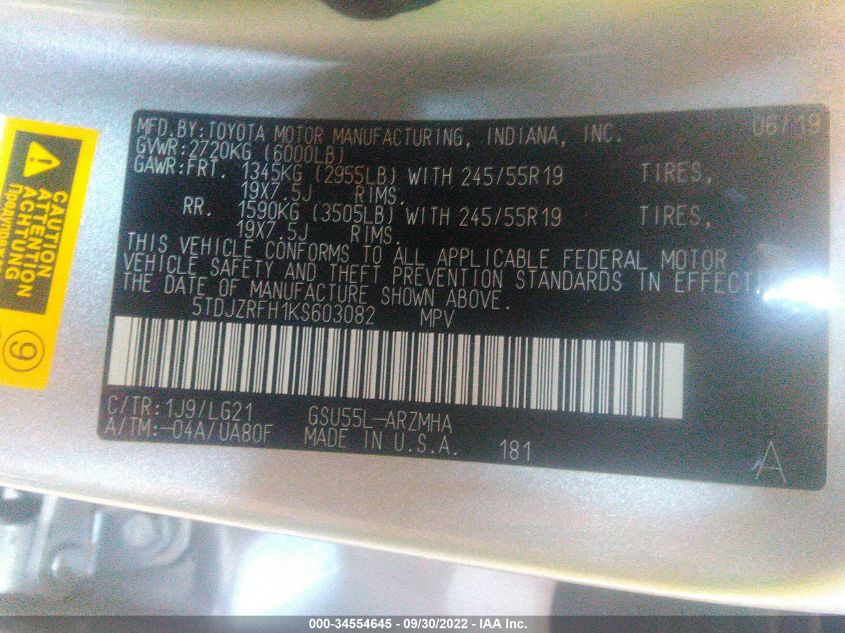 MFD.BY:TOYOTA MOTOR MANUFACTURING, INDIANA, INC. 06/19
GVWR:2720KG (6000LB)
GAWR:FRT. 1345KG (2955LB) WITH 245/55R19 TIRES,
19X7.5J RIMS.
RR. 1590KG (3505LB) WITH 245/55R19 TIRES,
19X7.5J RIMS.
THIS VEHICLE CONFORMS TO ALL APPLICABLE FEDERAL MOTOR
VEHICLE SAFETY AND THEFT PREVENTION STANDARDS IN EFFECT
THE DATE OF MANUFACTURE SHOWN ABOVE.
5TDJZRFH1KS603082 MPV
C/TR:1J9/LG21 GSU55L-ARZMHA
A/TM:-04A/UA80F MADE IN U.S.A. 181
A
CAUTION
ATTENTION
ACHTUNG
9
000-34554645 - 09/30/2022 - IAA Inc.